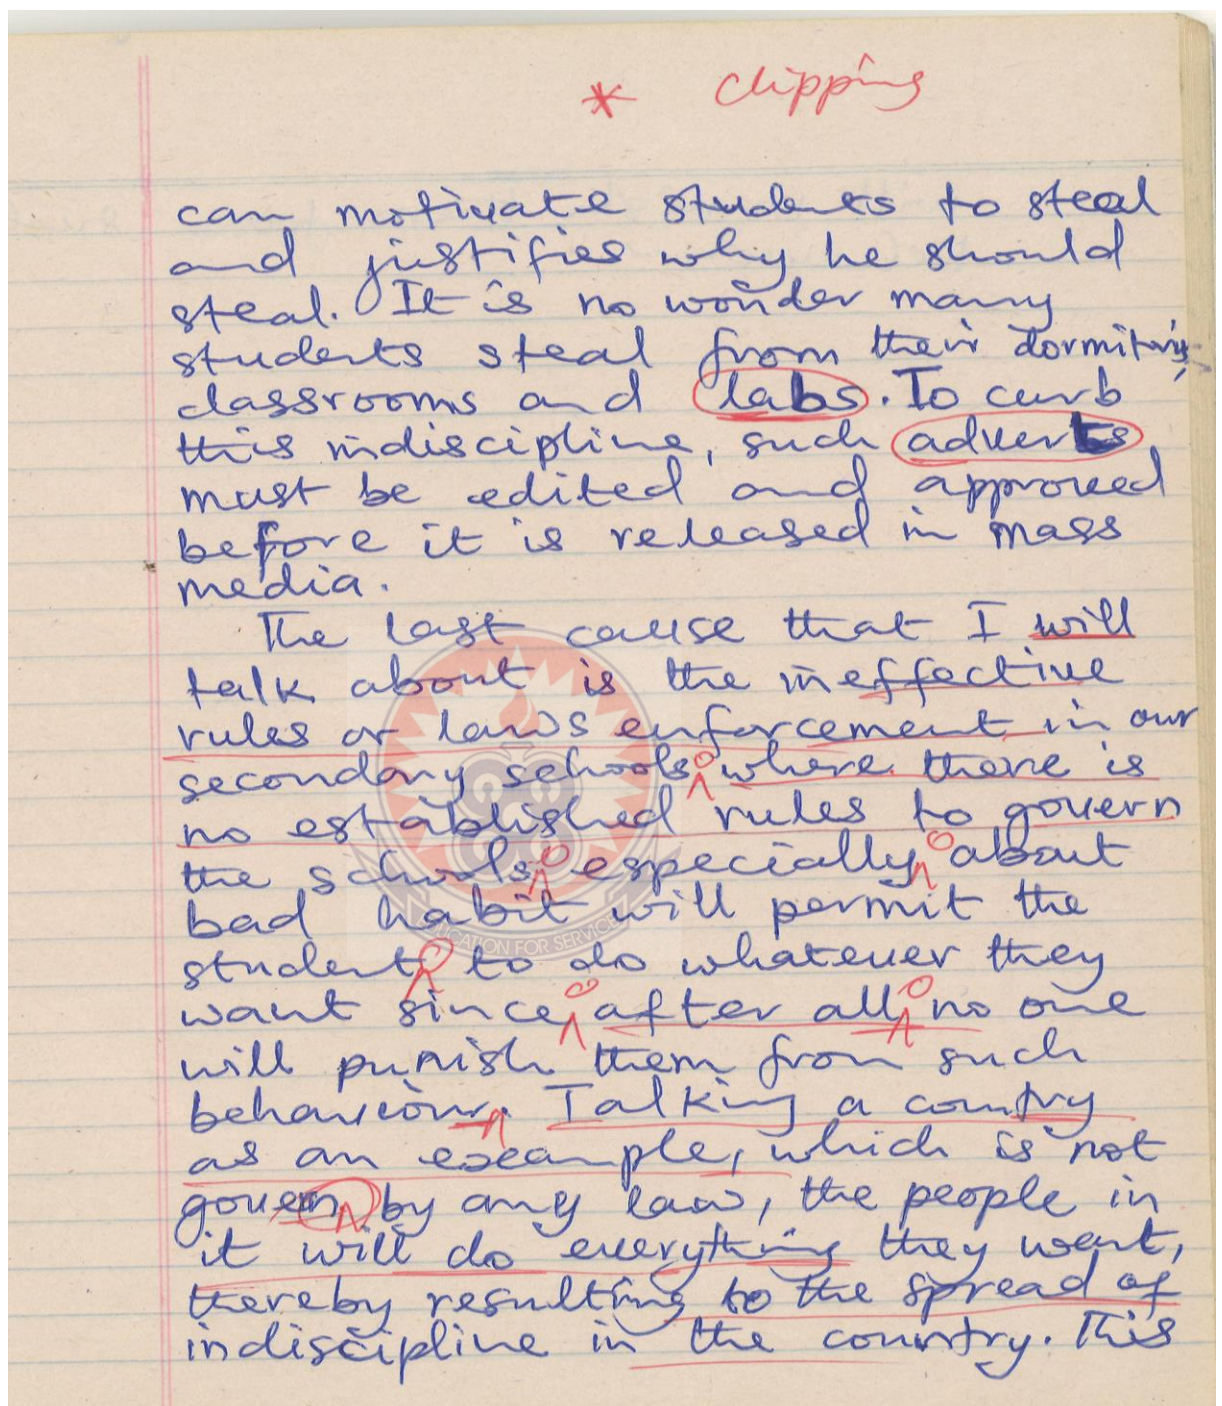 * clipping
can motivate students to steal
and justifies why he should
steal. It is no wonder many
students steal from their
classrooms and labs. To curb
this indiscipline, such adverts
must be edited and approved
before it is released in mass
media.
The last cause that I will
talk about is the ineffective
rules or laws enforcement in our
secondary schools where there is
no established rules to govern
the schools especially about
bad habit will permit the
student to do whatever they
want since after all no one
will punish them from such
behaviour. Talking a country
as an example, which is not
govern by any law, the people in
it will do everything they want,
thereby resulting to the spread of
indiscipline in the country. This
EDUCATION FOR SERVICE